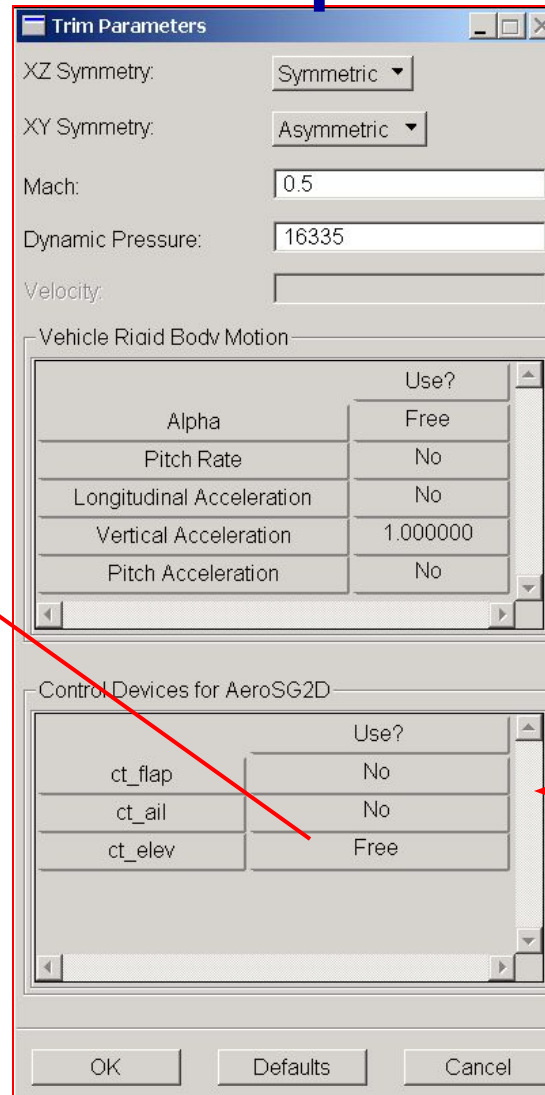 Trim Parameters
XZ Symmetry: Symmetric
XY Symmetry: Asymmetric
Mach: 0.5
Dynamic Pressure: 16335
Velocity:
Vehicle Rigid Body Motion
Use?
Alpha Free
Pitch Rate No
Longitudinal Acceleration No
Vertical Acceleration 1.000000
Pitch Acceleration No
Control Devices for AeroSG2D
Use?
ct_flap No
ct_ail No
ct_elev Free
OK Defaults Cancel